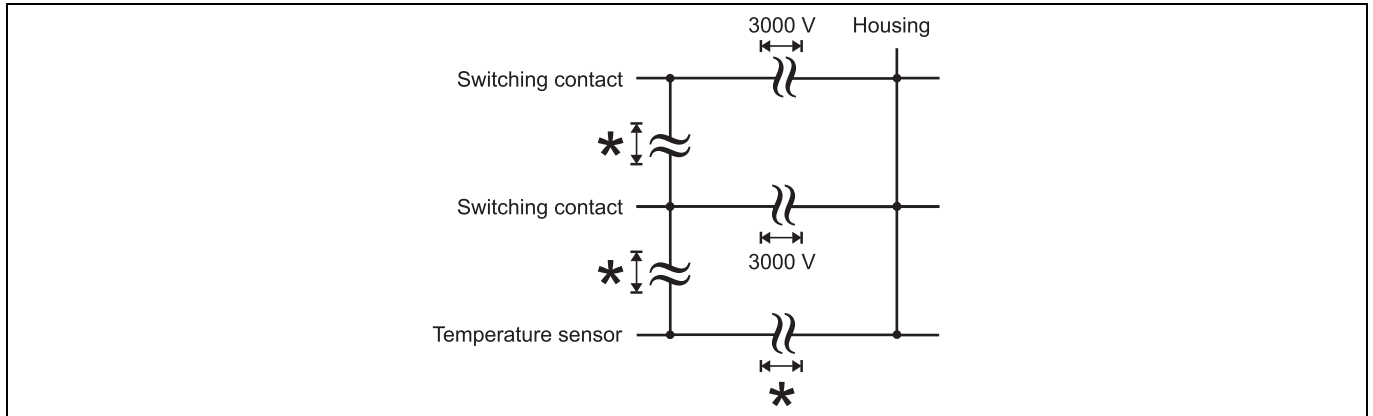 3000 V Housing
Switching contact
*
Switching contact
*
3000 V
Temperature sensor
*